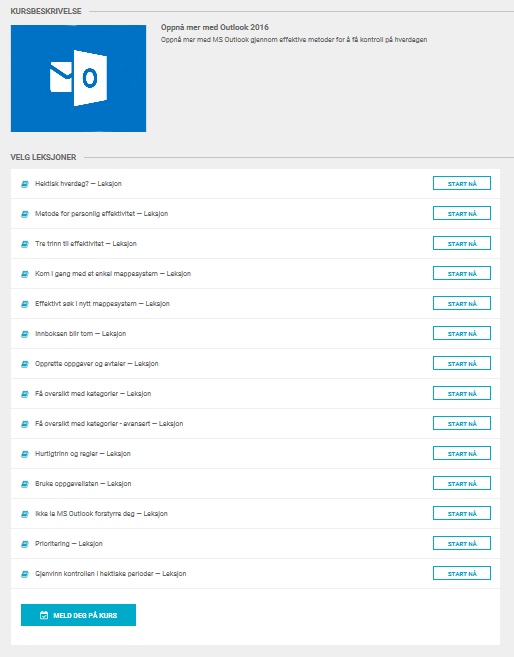 KURSBESKRIVELSE
Oppnå mer med Outlook 2016
Oppnå mer med MS Outlook gjennom effektive metoder for å få kontroll på hverdagen
VELG LEKSJONER
Hektisk hverdag? – Leksjon START NÅ
Metode for personlig effektivitet – Leksjon START NÅ
Tre trinn til effektivitet – Leksjon START NÅ
Kom i gang med et enkel mappesystem – Leksjon START NÅ
Effektivt søk i nytt mappesystem – Leksjon START NÅ
Innboksen blir tom – Leksjon START NÅ
Opprette oppgaver og avtaler – Leksjon START NÅ
Få oversikt med kategorier – Leksjon START NÅ
Få oversikt med kategorier - avansert – Leksjon START NÅ
Hurtigtrinn og regler – Leksjon START NÅ
Bruke oppgavelisten – Leksjon START NÅ
Ikke la MS Outlook forstyrre deg – Leksjon START NÅ
Prioritering – Leksjon START NÅ
Gjenvinn kontrollen i hektiske perioder – Leksjon START NÅ
MELD DEG PÅ KURS